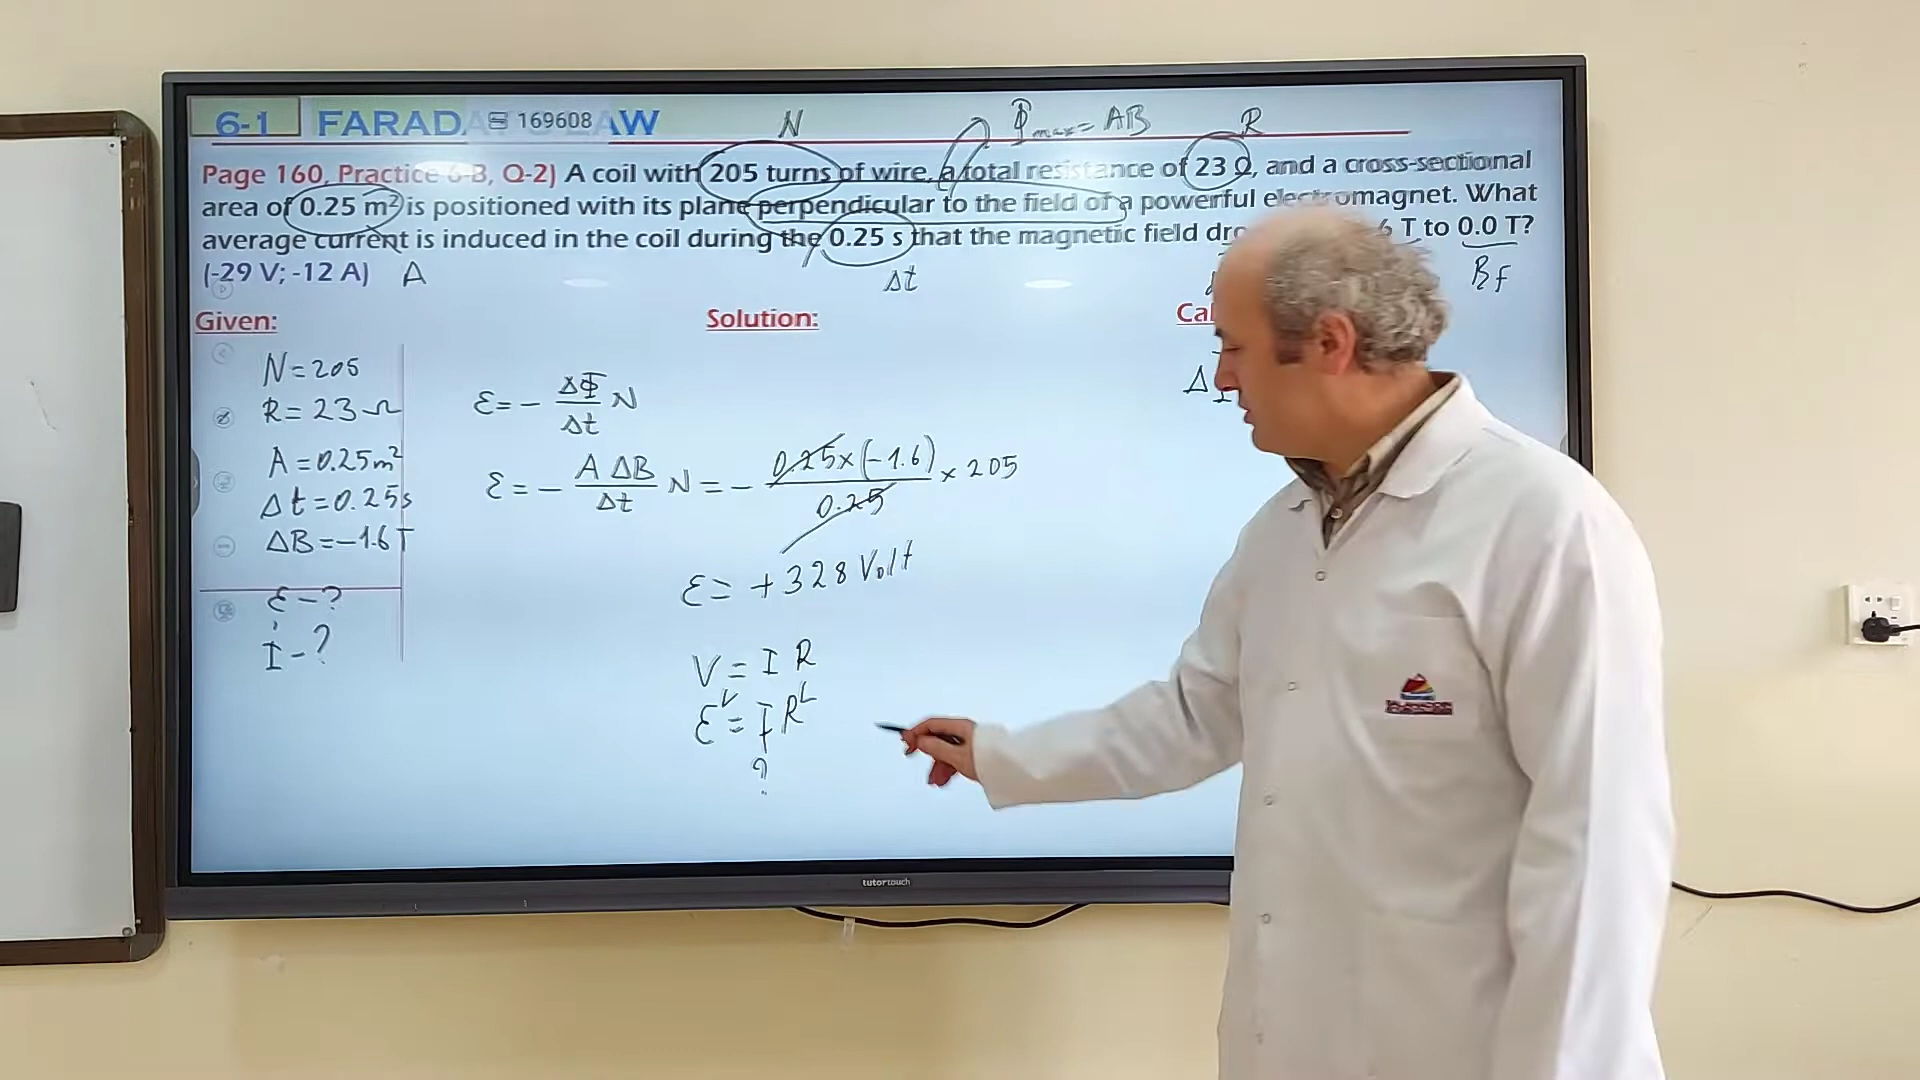 6-1 FARAD 169608 AW
N
Φmax = AB
R
Page 160, Practice 6-B, Q-2) A coil with 205 turns of wire, a total resistance of 23 Ω, and a cross-sectional
area of 0.25 m² is positioned with its plane perpendicular to the field of a powerful electromagnet. What
average current is induced in the coil during the 0.25 s that the magnetic field T to 0.0 T?
(-29 V; -12 A) A
Δt
Bf
Given:
Solution:
N = 205
R = 23 Ω
A = 0.25 m²
Δt = 0.25 s
ΔB = -1.6 T
ε - ?
I - ?
ε = - ΔΦ/Δt N
ε = - A ΔB/Δt N = - 0.25 x (-1.6)/0.25 x 205
ε = +328 Volt
V = I R
ε = I R
?
tutortouch